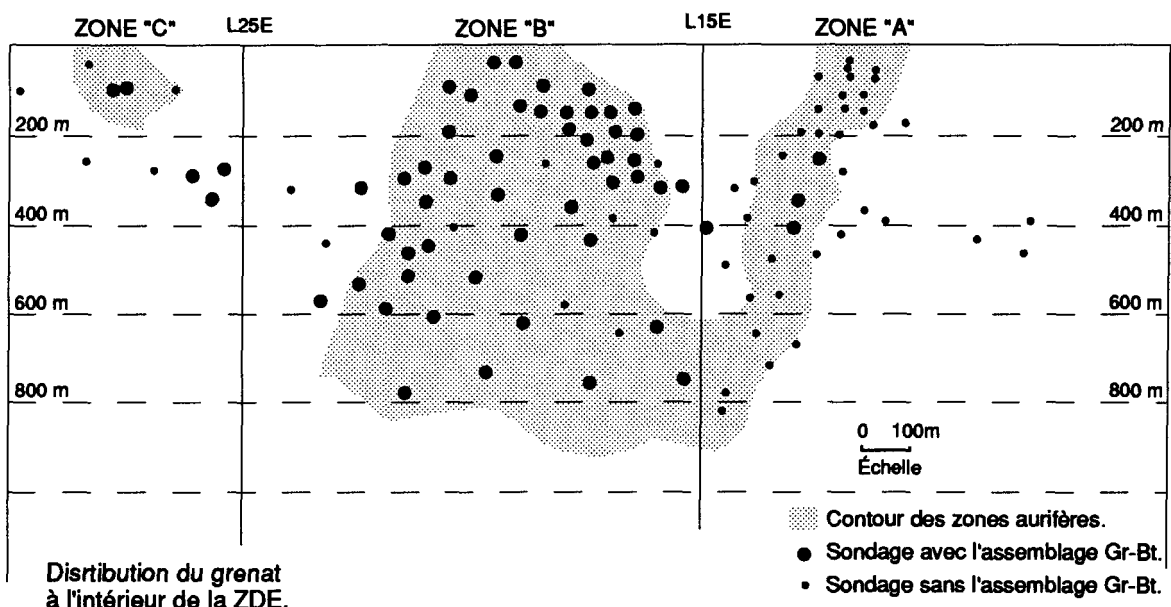 ZONE "C" L25E ZONE "B" L15E ZONE "A"
200 m 200 m
400 m 400 m
600 m 600 m
800 m 800 m
0 100m
Échelle
Contour des zones aurifères.
Sondage avec l'assemblage Gr-Bt.
Sondage sans l'assemblage Gr-Bt.
Disrtibution du grenat
à l'intérieur de la ZDE.